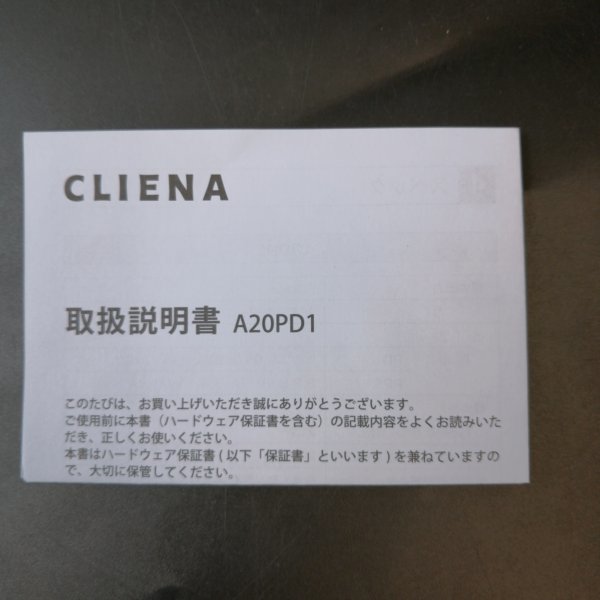 CLIENA
取扱説明書 A20PD1
このたびは、お買い上げいただき誠にありがとうございます。
ご使用前に本書（ハードウェア保証書を含む）の記載内容をよくお読みいた
だき、正しくお使いください。
本書はハードウェア保証書 ( 以下「保証書」といいます ) を兼ねていますの
で、大切に保管してください。